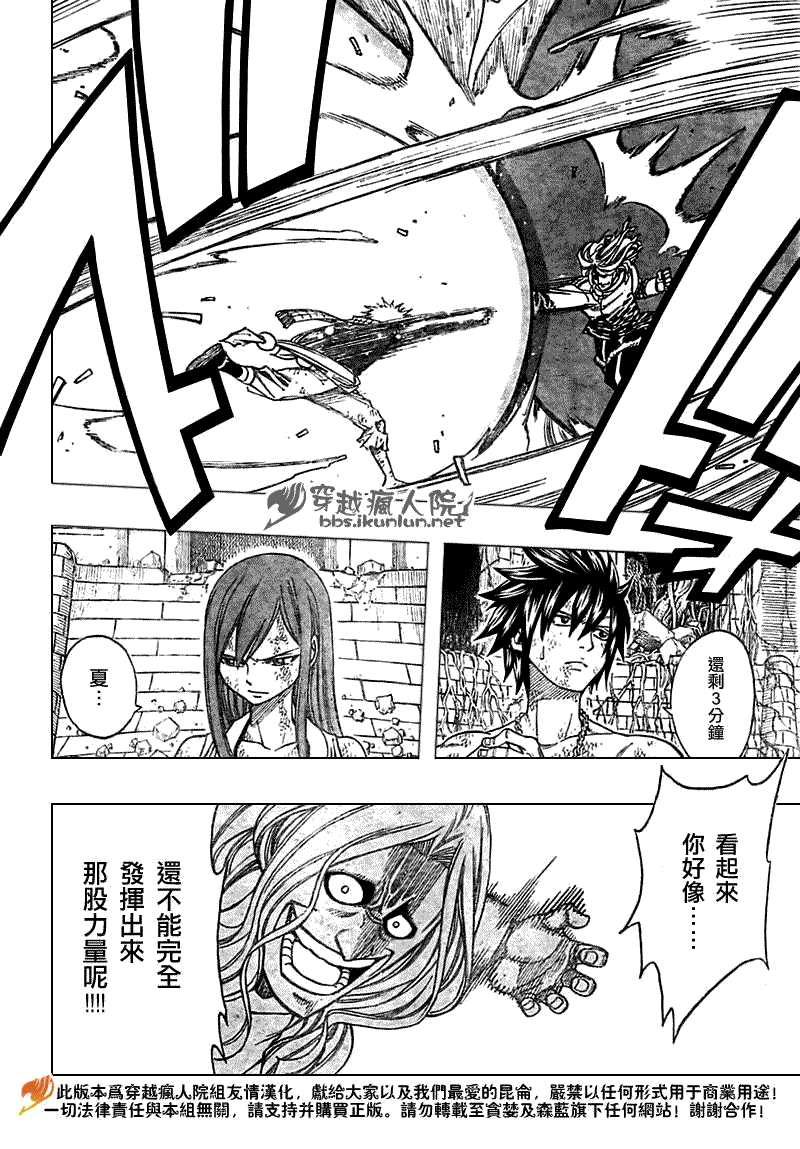 穿越瘋人院
bbs.ikunlun.net
還剩3分鐘
夏…
看起來
你好像……
還不能完全
發揮出來
那股力量呢!!!!
此版本爲穿越瘋人院組友情漢化，獻給大家以及我們最愛的昆侖，嚴禁以任何形式用于商業用途！
一切法律責任與本組無關，請支持并購買正版。請勿轉載至貪婪及森藍旗下任何網站！謝謝合作！